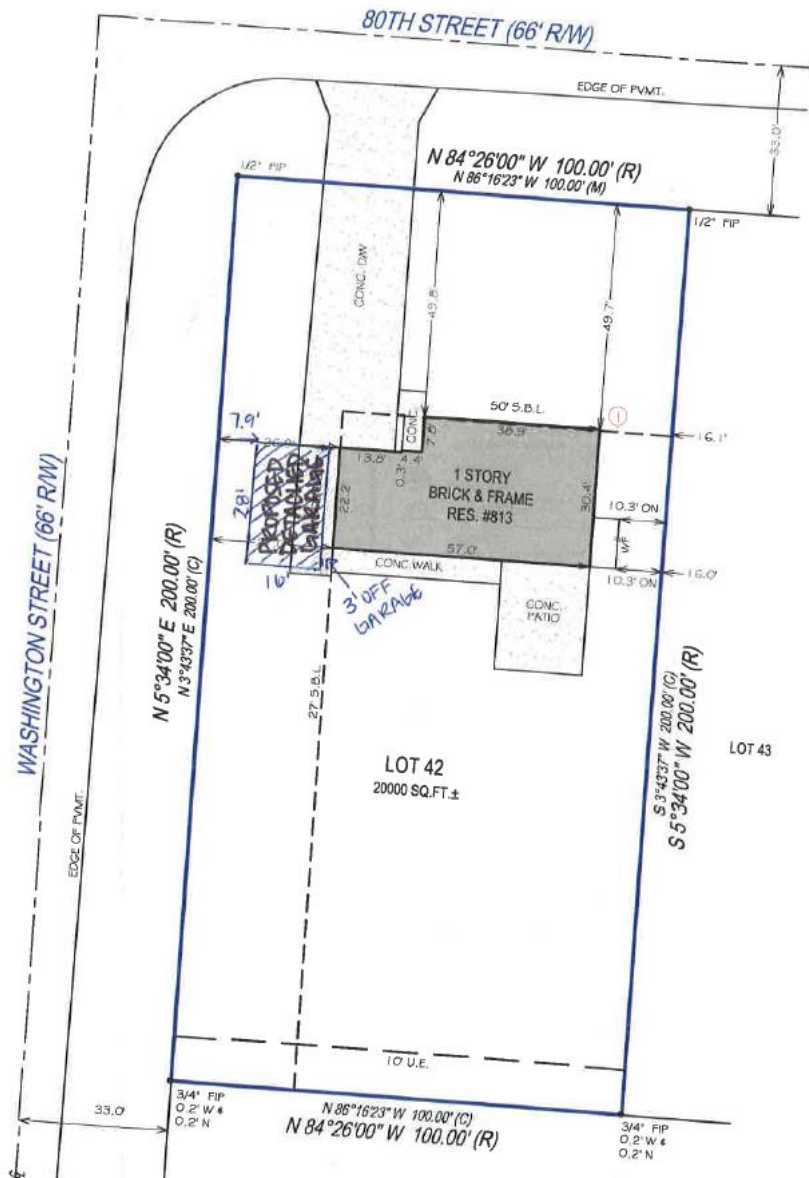 80TH STREET (66' R/W)
EDGE OF PVMT.
33.0'
N 84°26'00" W 100.00' (R)
N 86°16'23" W 100.00' (M)
1/2" FIP
1/2" FIP
CONC. D/W
49.8'
49.7'
50' S.B.L.
CONC.
7.8'
38.9'
1
16.1'
7.9'
13.8'
4.4'
0.3'
22.2'
1 STORY
BRICK & FRAME
RES. #813
30.4'
PROPOSED
DETACHED
GARAGE
28'
16'
57.0'
10.3' ON
WF
10.3' ON
16.0'
CONC. WALK
3' OFF
GARAGE
CONC.
PATIO
WASHINGTON STREET (66' R/W)
N 5°34'00" E 200.00' (R)
N 3°43'37" E 200.00' (C)
27' S.B.L.
S 3°43'37" W 200.00' (C)
S 5°34'00" W 200.00' (R)
LOT 43
LOT 42
20000 SQ.FT.±
EDGE OF PVMT.
10' U.E.
33.0'
3/4" FIP
0.2' W &
0.2' N
N 86°16'23" W 100.00' (C)
N 84°26'00" W 100.00' (R)
3/4" FIP
0.2' W &
0.2' N